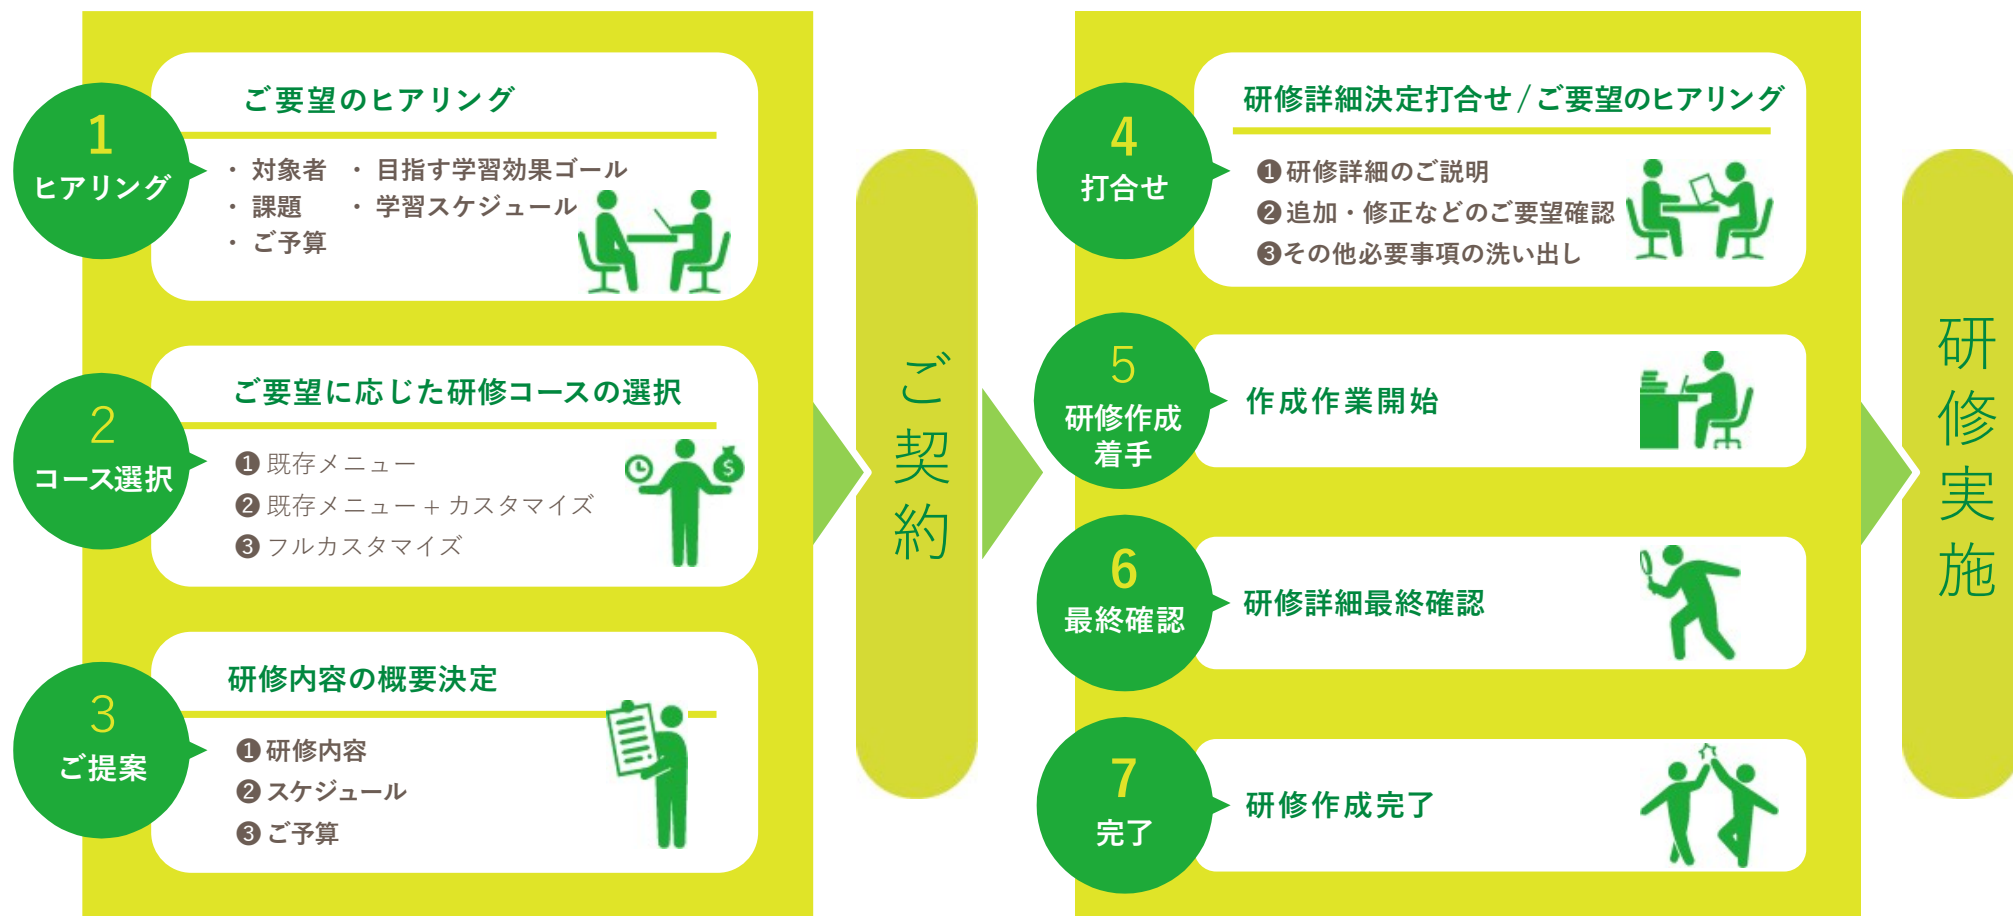 1
ヒアリング
ご要望のヒアリング
・ 対象者 ・ 目指す学習効果ゴール
・ 課題 ・ 学習スケジュール
・ ご予算
2
コース選択
ご要望に応じた研修コースの選択
❶ 既存メニュー
❷ 既存メニュー + カスタマイズ
❸ フルカスタマイズ
3
ご提案
研修内容の概要決定
❶ 研修内容
❷ スケジュール
❸ ご予算
ご契約
4
打合せ
研修詳細決定打合せ / ご要望のヒアリング
❶ 研修詳細のご説明
❷ 追加・修正などのご要望確認
❸その他必要事項の洗い出し
5
研修作成
着手
作成作業開始
6
最終確認
研修詳細最終確認
7
完了
研修作成完了
研修実施